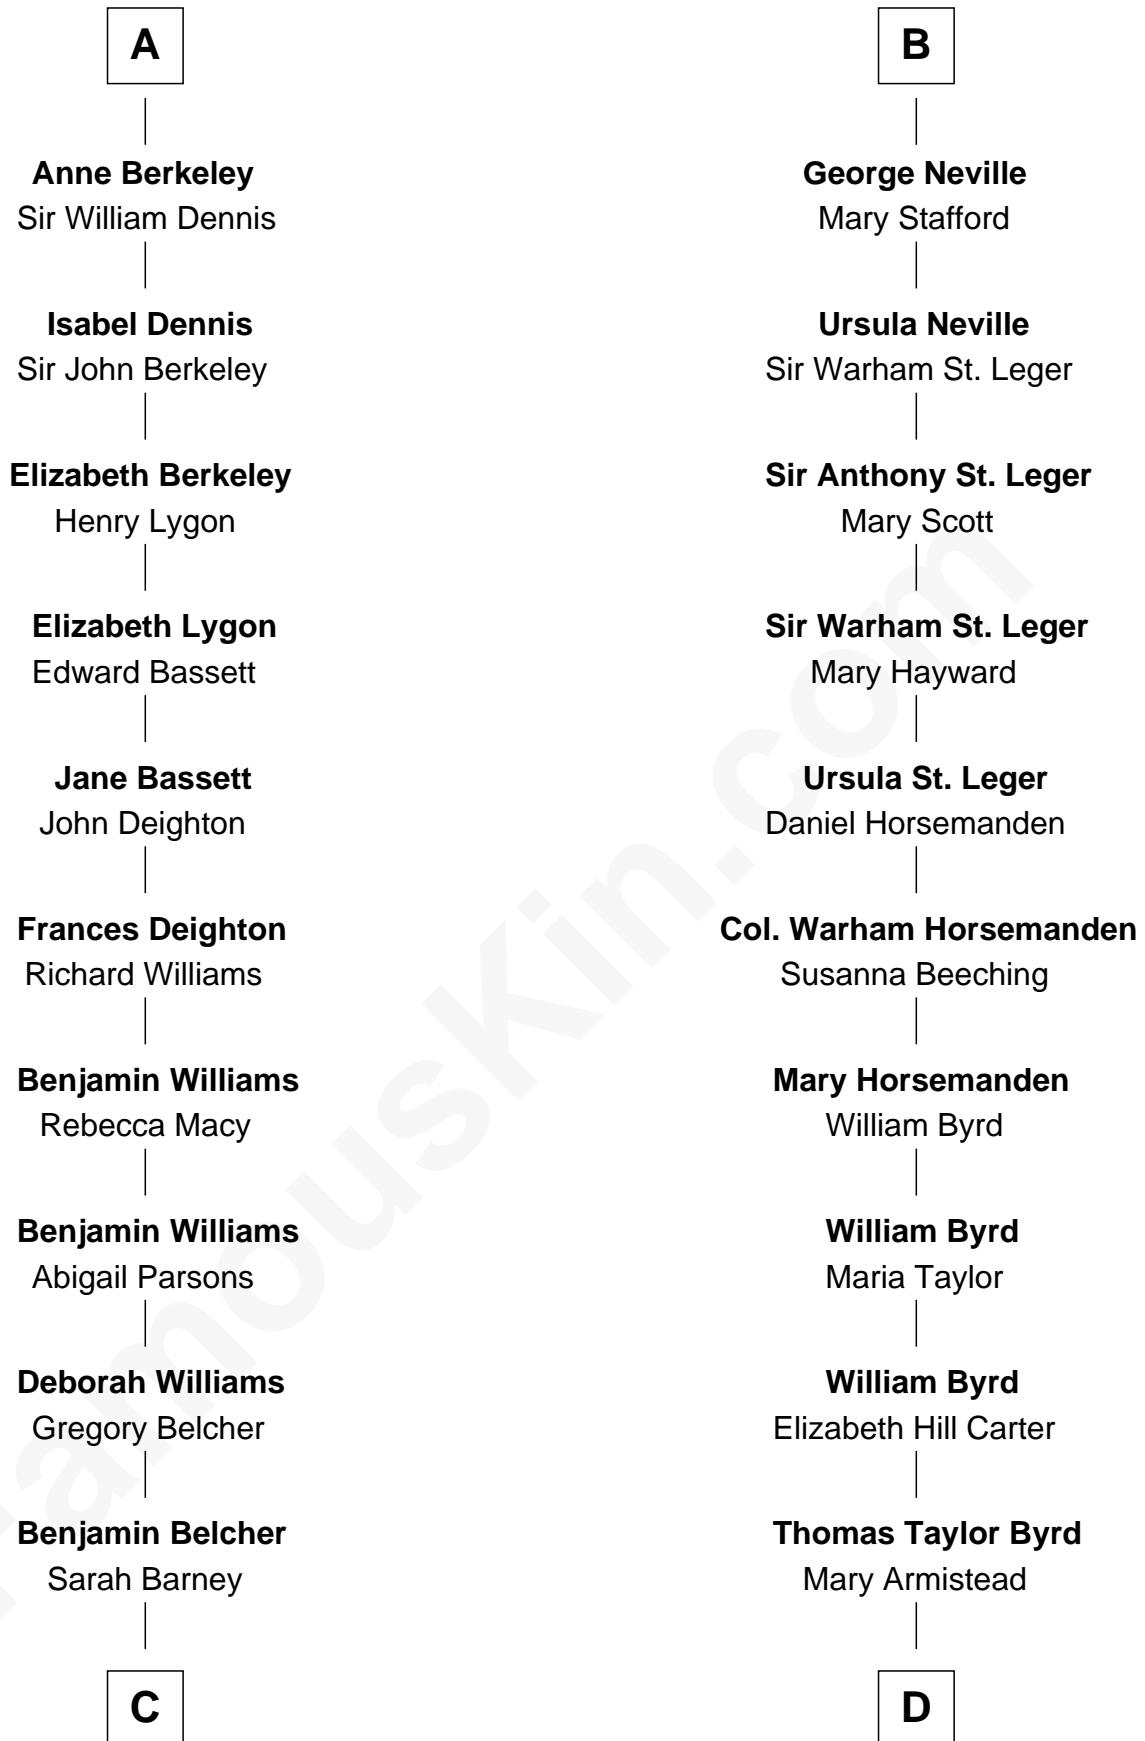 A
Anne Berkeley
Sir William Dennis
Isabel Dennis
Sir John Berkeley
Elizabeth Berkeley
Henry Lygon
Elizabeth Lygon
Edward Bassett
Jane Bassett
John Deighton
Frances Deighton
Richard Williams
Benjamin Williams
Rebecca Macy
Benjamin Williams
Abigail Parsons
Deborah Williams
Gregory Belcher
Benjamin Belcher
Sarah Barney
C
B
George Neville
Mary Stafford
Ursula Neville
Sir Warham St. Leger
Sir Anthony St. Leger
Mary Scott
Sir Warham St. Leger
Mary Hayward
Ursula St. Leger
Daniel Horsemanden
Col. Warham Horsemanden
Susanna Beeching
Mary Horsemanden
William Byrd
William Byrd
Maria Taylor
William Byrd
Elizabeth Hill Carter
Thomas Taylor Byrd
Mary Armistead
D
FamousKin.com